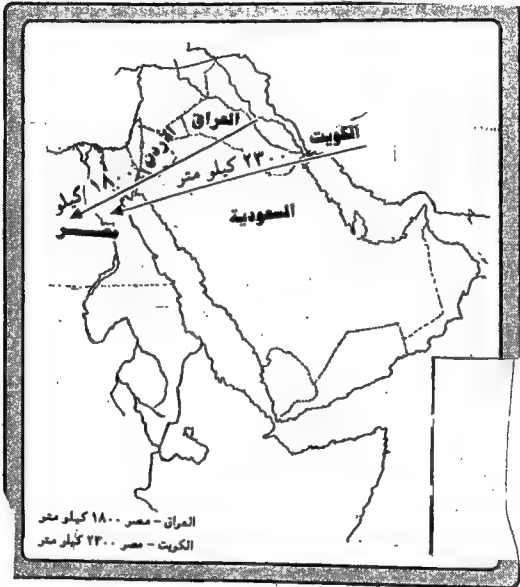 العراق
الكويت
الأردن
٢٣٠٠ كيلو متر
١٨٠٠ كيلو
السعودية
مصر
العراق - مصر ١٨٠٠ كيلو متر
الكويت - مصر ٢٣٠٠ كيلو متر